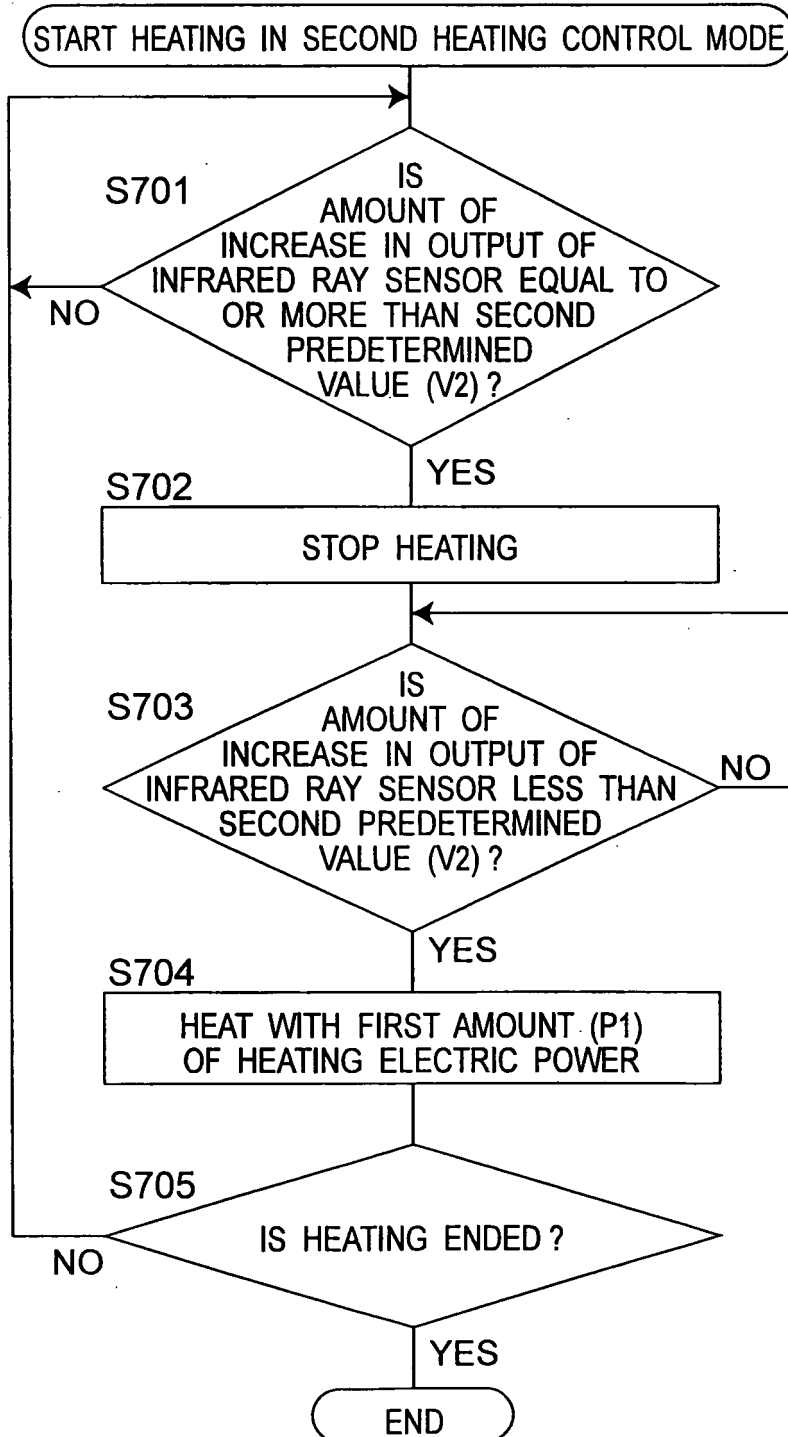 START HEATING IN SECOND HEATING CONTROL MODE
S701
IS
AMOUNT OF
INCREASE IN OUTPUT OF
INFRARED RAY SENSOR EQUAL TO
OR MORE THAN SECOND
PREDETERMINED
VALUE (V2) ?
NO
YES
S702
STOP HEATING
S703
IS
AMOUNT OF
INCREASE IN OUTPUT OF
INFRARED RAY SENSOR LESS THAN
SECOND PREDETERMINED
VALUE (V2) ?
NO
YES
S704
HEAT WITH FIRST AMOUNT (P1)
OF HEATING ELECTRIC POWER
S705
IS HEATING ENDED ?
NO
YES
END